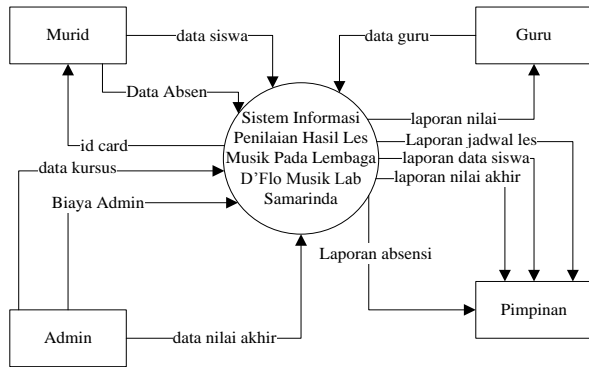 Murid
data siswa
data guru
Guru
Data Absen
Sistem Informasi
Penilaian Hasil Les
Musik Pada Lembaga
D'Flo Musik Lab
Samarinda
laporan nilai
id card
Laporan jadwal les
data kursus
laporan data siswa
laporan nilai akhir
Biaya Admin
Laporan absensi
Pimpinan
Admin
data nilai akhir